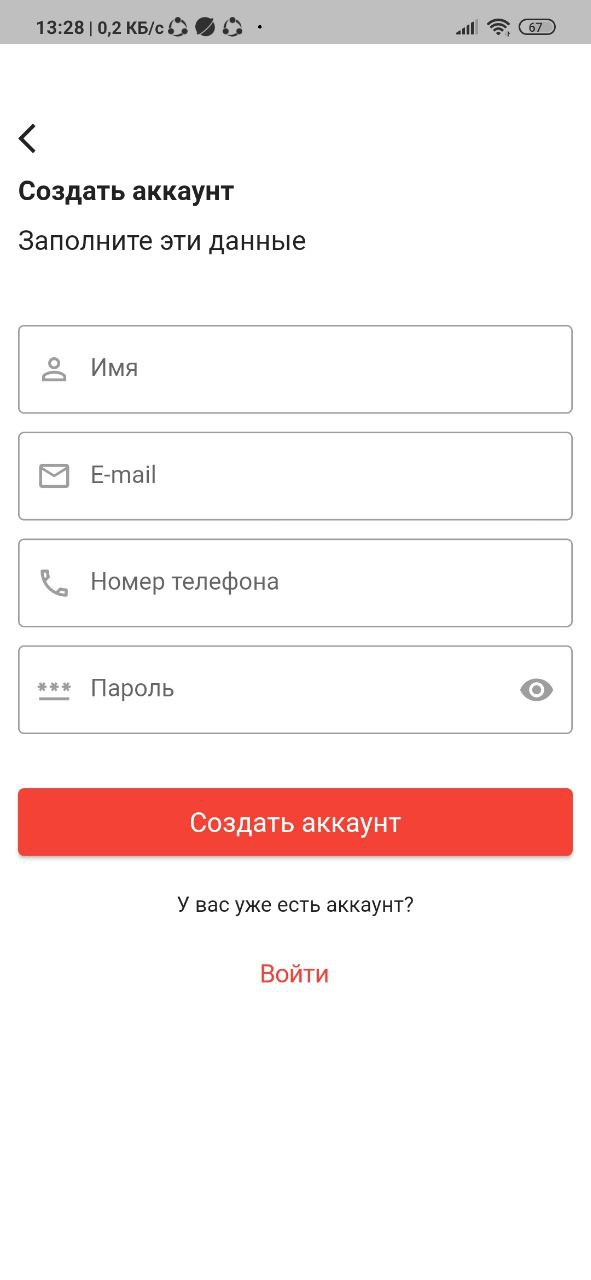 13:28 | 0,2 КБ/с 67
Создать аккаунт
Заполните эти данные
Имя
E-mail
Номер телефона
*** Пароль
Создать аккаунт
У вас уже есть аккаунт?
Войти